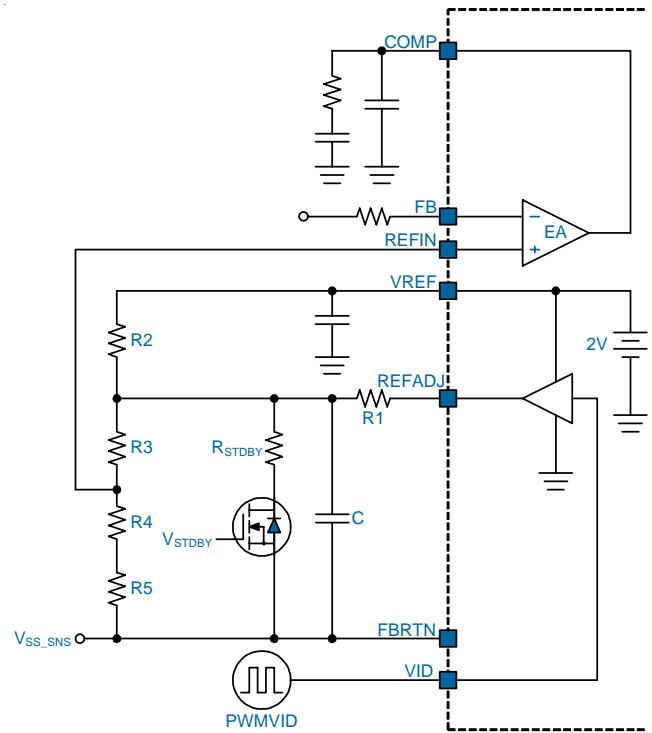 COMP
FB
EA
REFIN
VREF
R2
2V
REFADJ
R1
R3
RSTDBY
R4
C
VSTDBY
R5
VSS_SNS
FBRTN
VID
PWMVID